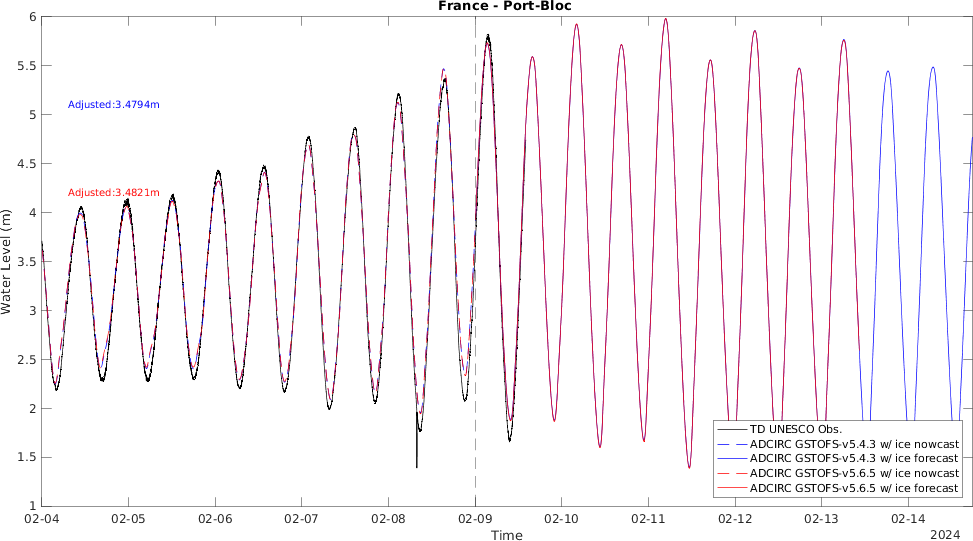 France - Port-Bloc
Water Level (m)
6
5.5
5
4.5
4
3.5
3
2.5
2
1.5
1
Adjusted:3.4794m
Adjusted:3.4821m
TD UNESCO Obs.
ADCIRC GSTOFS-v5.4.3 w/ ice nowcast
ADCIRC GSTOFS-v5.4.3 w/ ice forecast
ADCIRC GSTOFS-v5.6.5 w/ ice nowcast
ADCIRC GSTOFS-v5.6.5 w/ ice forecast
02-04 02-05 02-06 02-07 02-08 02-09 02-10 02-11 02-12 02-13 02-14
Time
2024